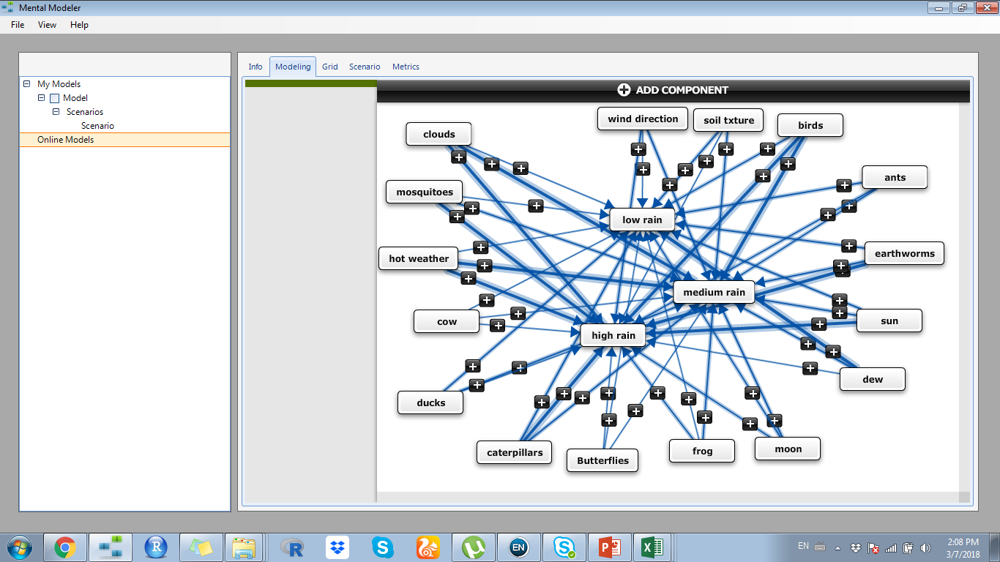 Mental Modeler
File View Help
Info Modeling Grid Scenario Metrics
My Models
Model
Scenarios
Scenario
Online Models
ADD COMPONENT
wind direction
soil txture
birds
clouds
ants
mosquitoes
low rain
earthworms
hot weather
medium rain
cow
sun
high rain
dew
ducks
caterpillars
Butterflies
frog
moon
EN
EN
2:08 PM
3/7/2018